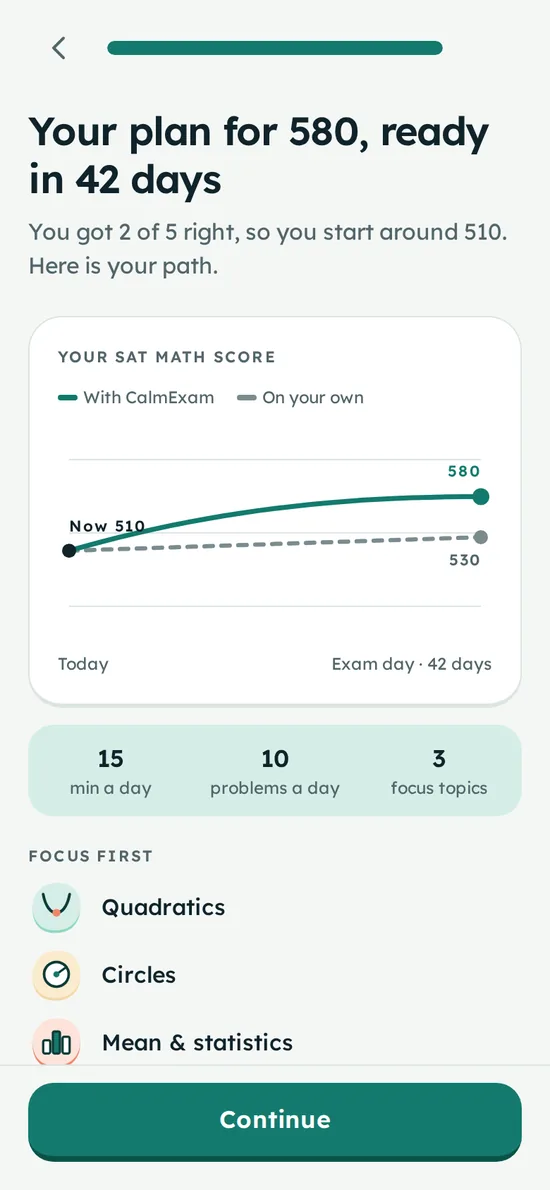 Your plan for 580, ready
in 42 days
You got 2 of 5 right, so you start around 510.
Here is your path.
YOUR SAT MATH SCORE
With CalmExam
On your own
580
Now 510
530
Today
Exam day · 42 days
15
min a day
10
problems a day
3
focus topics
FOCUS FIRST
Quadratics
Circles
Mean & statistics
Continue